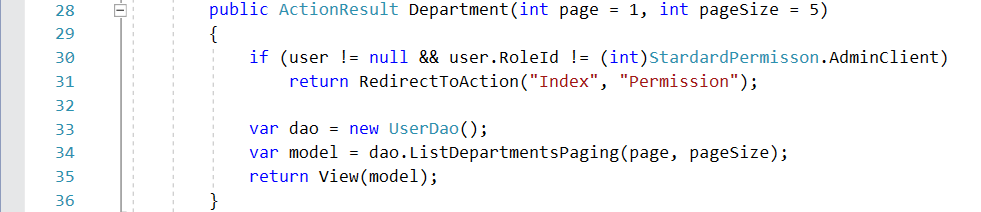 28 public ActionResult Department(int page = 1, int pageSize = 5)
29 {
30 if (user != null && user.RoleId != (int)StardardPermisson.AdminClient)
31 return RedirectToAction("Index", "Permission");
32
33 var dao = new UserDao();
34 var model = dao.ListDepartmentsPaging(page, pageSize);
35 return View(model);
36 }